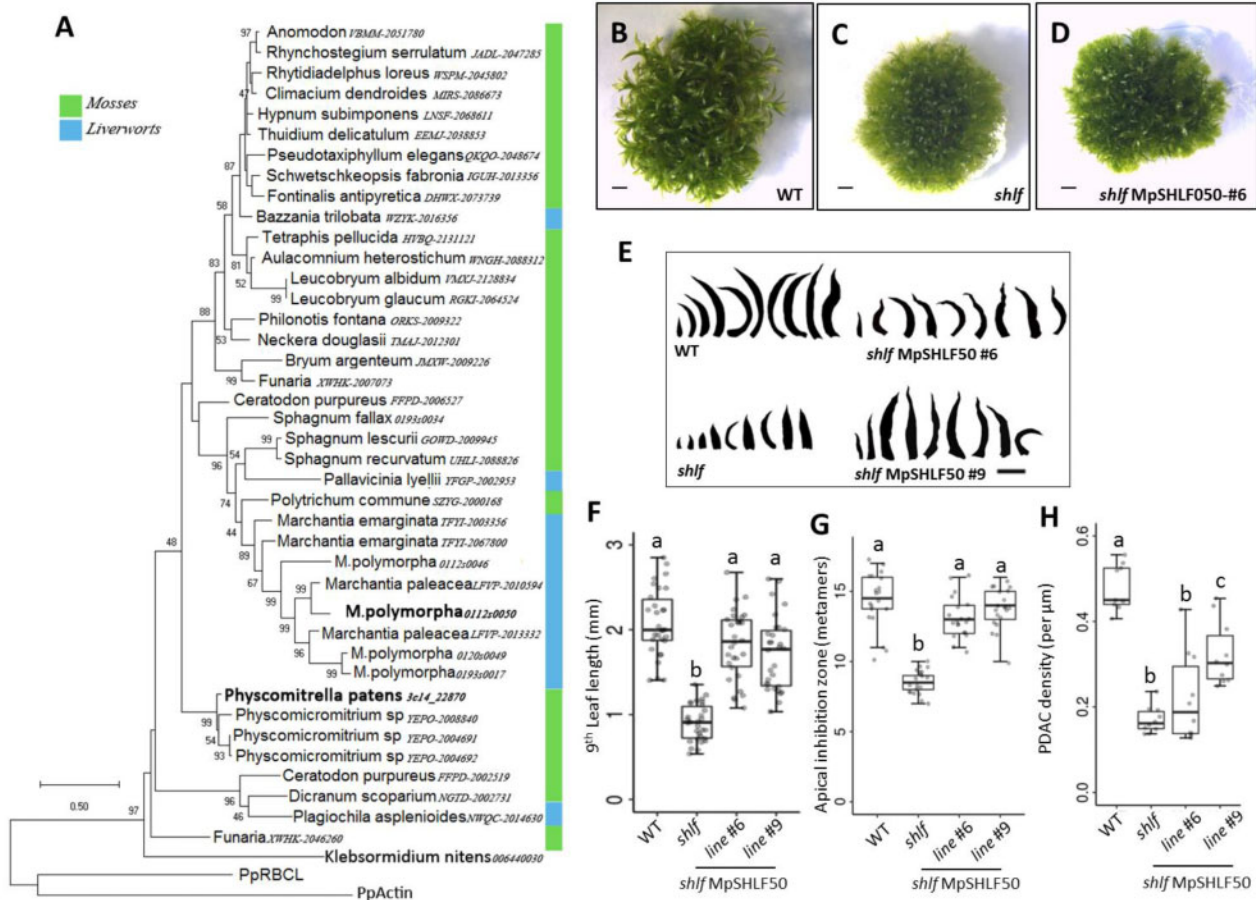 A
Mosses
Liverworts
97
Anomodon VBMM-2051780
Rhynchostegium serrulatum JADL-2047285
Rhytidiadelphus loreus WSPM-2045802
47
Climacium dendroides MIRS-2086673
Hypnum subimponens LNSF-2068611
Thuidium delicatulum EEMJ-2038853
Pseudotaxiphyllum elegans QKQO-2048674
87
Schwetschkeopsis fabronia IGUH-2013356
Fontinalis antipyretica DHWX-2073739
58
Bazzania trilobata WZYK-2016356
Tetraphis pellucida HVBQ-2131121
83
81
Aulacomnium heterostichum WNGH-2088312
52
Leucobryum albidum VMXJ-2128834
99
Leucobryum glaucum RGKI-2064524
88
Philonotis fontana ORKS-2009322
53
Neckera douglasii TMAJ-2012301
Bryum argenteum JMXW-2009226
99
Funaria XWHK-2007073
Ceratodon purpureus FFPD-2006527
Sphagnum fallax 0193s0034
99
Sphagnum lescurii GOWD-2009945
96
54
Sphagnum recurvatum UHLI-2088826
Pallavicinia lyellii YFGP-2002953
74
Polytrichum commune SZYG-2000168
44
Marchantia emarginata TFYI-2003356
89
Marchantia emarginata TFYI-2067800
48
67
M.polymorpha 0112s0046
99
Marchantia paleacea LFVP-2010594
99
M.polymorpha 0112s0050
99
Marchantia paleacea LFVP-2013332
96
M.polymorpha 0120s0049
99
M.polymorpha 0193s0017
Physcomitrella patens 3c14_22870
99
Physcomicromitrium sp YEPO-2008840
54
Physcomicromitrium sp YEPO-2004691
93
Physcomicromitrium sp YEPO-2004692
Ceratodon purpureus FFPD-2002519
96
Dicranum scoparium NGTD-2002731
46
Plagiochila asplenioides NWQC-2014630
0.50
97
Funaria XWHK-2046260
Klebsormidium nitens 006440030
PpRBCL
PpActin
B
WT
C
shlf
D
shlf MpSHLF050-#6
E
WT
shlf MpSHLF50 #6
shlf
shlf MpSHLF50 #9
F
9th Leaf length (mm)
3
2
1
0
a
b
a
a
WT
shlf
line #6
line #9
shlf MpSHLF50
G
Apical inhibition zone (metamers)
15
10
5
0
a
b
a
a
WT
shlf
line #6
line #9
shlf MpSHLF50
H
PDAC density (per µm)
0.6
0.4
0.2
0.0
a
b
b
c
WT
shlf
line #6
line #9
shlf MpSHLF50